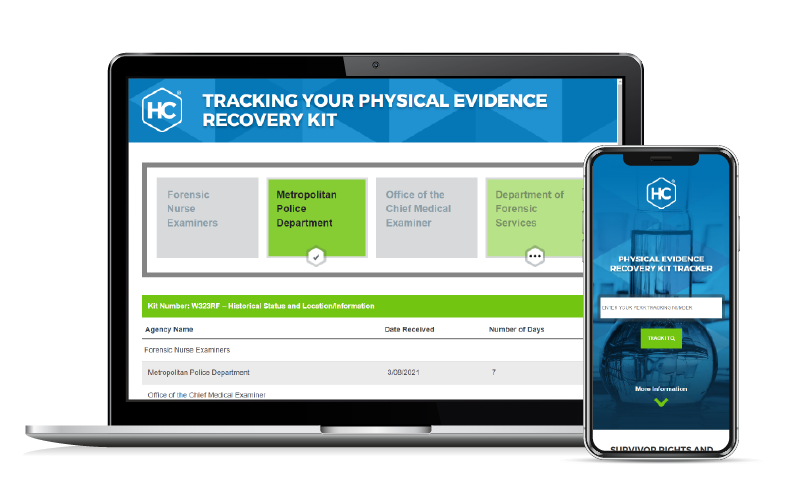 HC
TRACKING YOUR PHYSICAL EVIDENCE
RECOVERY KIT
Forensic
Nurse
Examiners
Metropolitan
Police
Department
Office of the
Chief Medical
Examiner
Department of
Forensic
Services
Kit Number: W323RF – Historical Status and Location/Information
Agency Name Date Received Number of Days
Forensic Nurse Examiners
Metropolitan Police Department 3/09/2021 7
Office of the Chief Medical Examiner
HC
PHYSICAL EVIDENCE
RECOVERY KIT TRACKER
ENTER YOUR PERK TRACKING NUMBER
TRACK IT
More Information
SURVIVOR RIGHTS AND